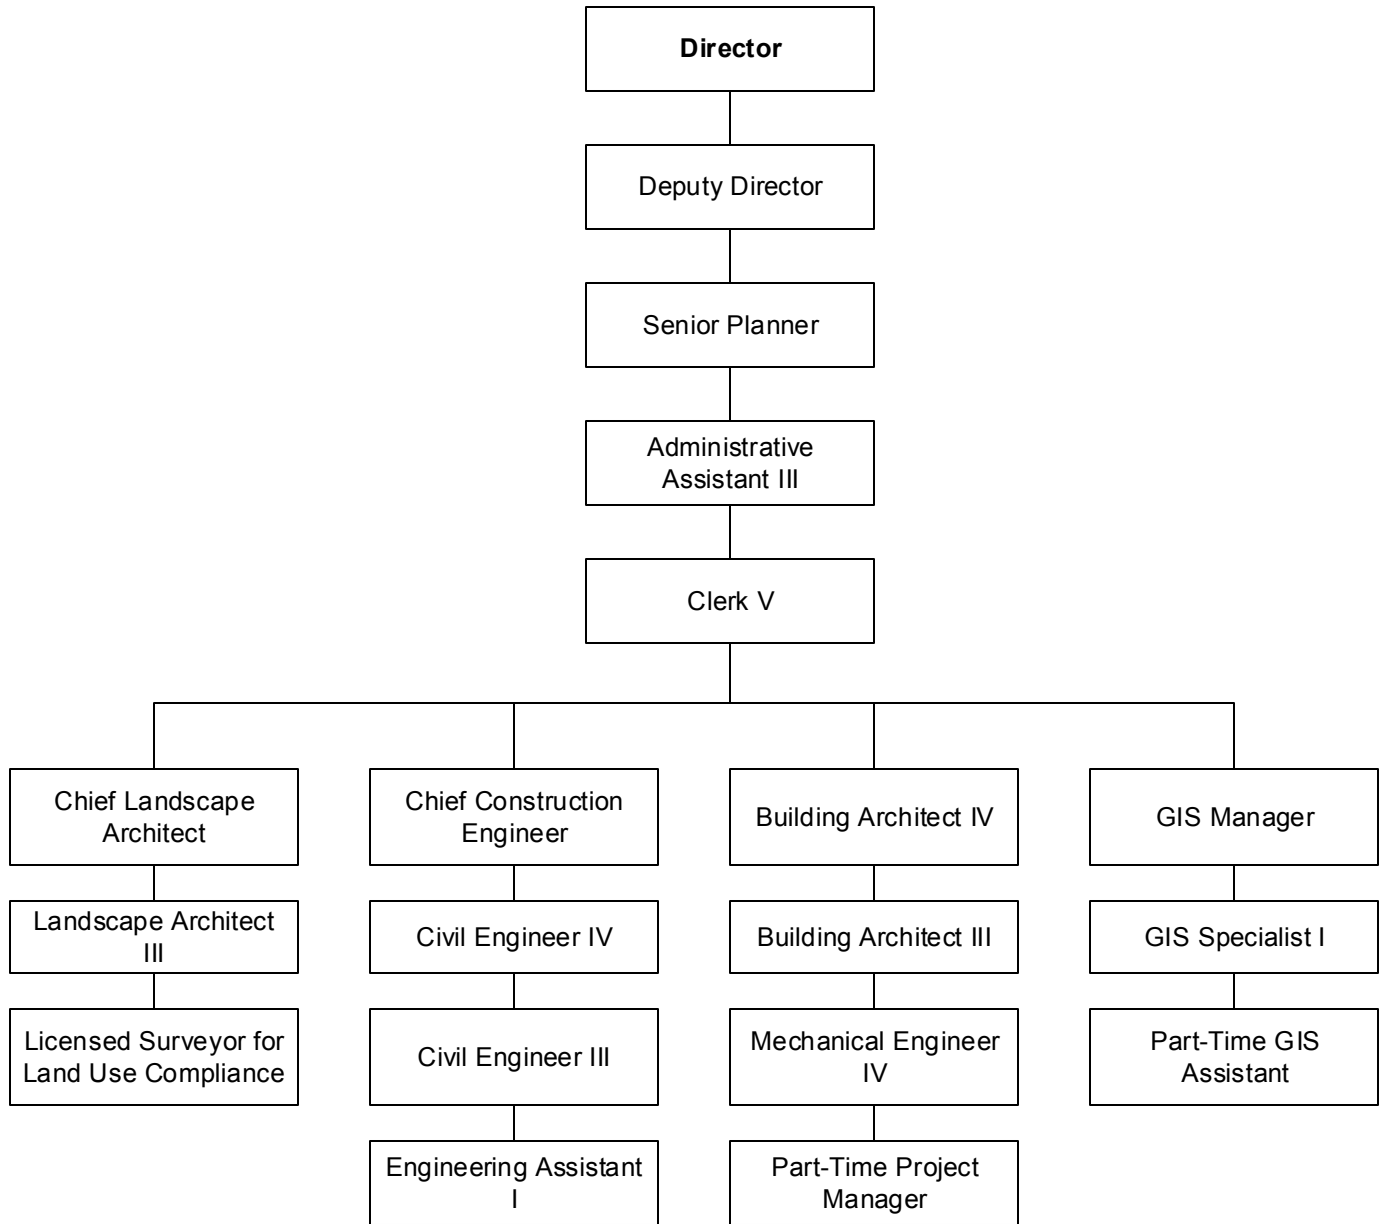 Director
Deputy Director
Senior Planner
Administrative
Assistant III
Clerk V
Chief Landscape
Architect
Chief Construction
Engineer
Building Architect IV
GIS Manager
Landscape Architect
III
Civil Engineer IV
Building Architect III
GIS Specialist I
Licensed Surveyor for
Land Use Compliance
Civil Engineer III
Mechanical Engineer
IV
Part-Time GIS
Assistant
Engineering Assistant
I
Part-Time Project
Manager